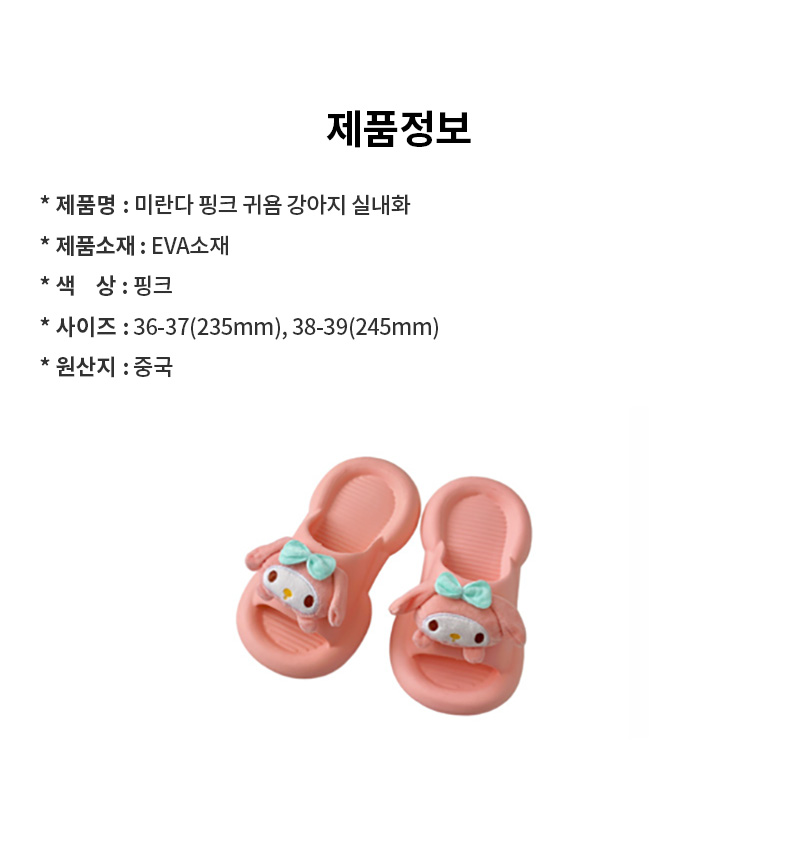 제품정보
* 제품명 : 미란다 핑크 귀욤 강아지 실내화
* 제품소재 : EVA소재
* 색 상 : 핑크
* 사이즈 : 36-37(235mm), 38-39(245mm)
* 원산지 : 중국